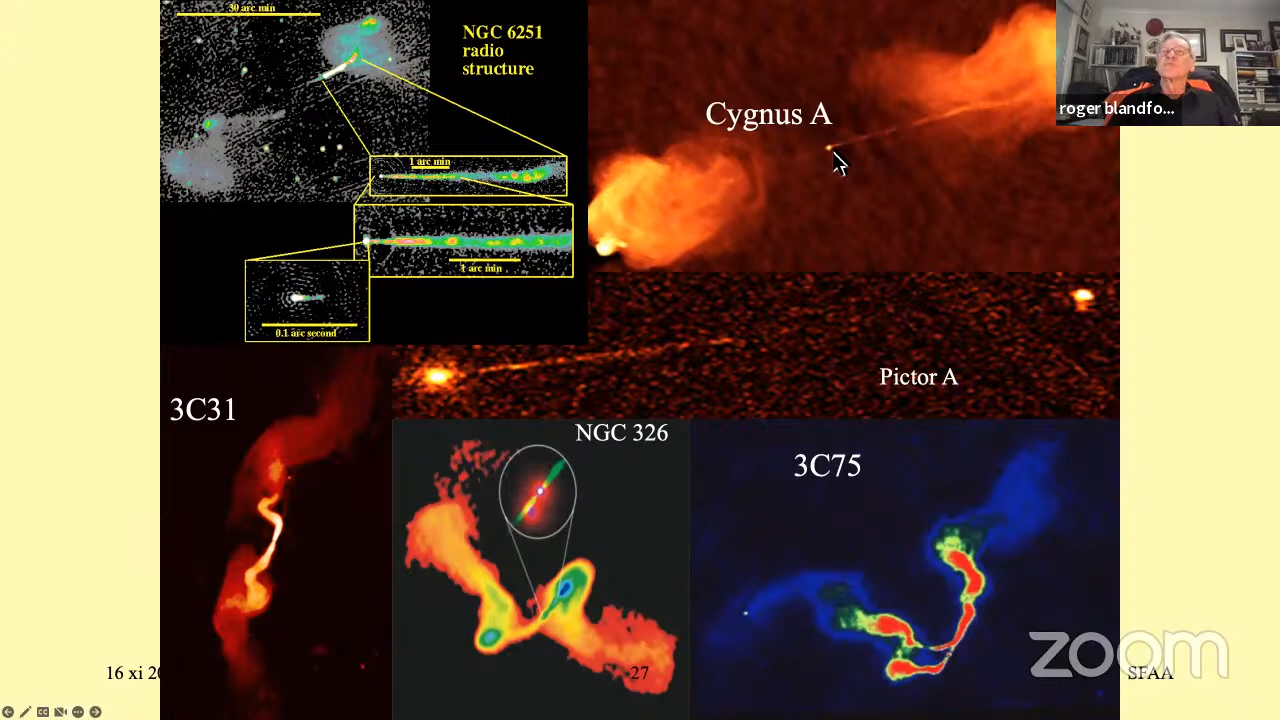 30 arc min
NGC 6251
radio
structure
Cygnus A
roger blandfo...
1 arc min
1 arc min
0.1 arc second
Pictor A
3C31
NGC 326
3C75
zoom
16 xi 20
27
SFAA